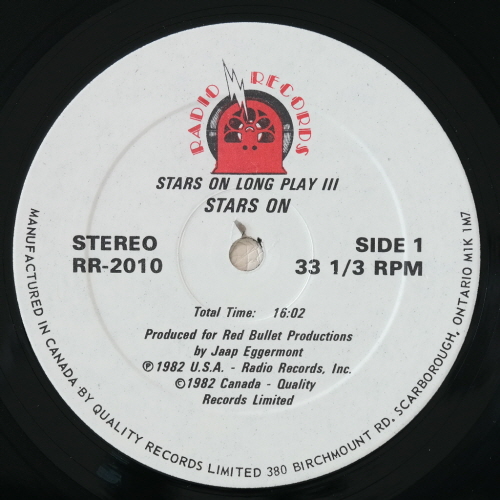 RADIO RECORDS
STARS ON LONG PLAY III
STARS ON
STEREO
RR-2010
SIDE 1
33 1/3 RPM
Total Time: 16:02
Produced for Red Bullet Productions
by Jaap Eggermont
℗1982 U.S.A. - Radio Records, Inc.
©1982 Canada - Quality
Records Limited
MANUFACTURED IN CANADA BY QUALITY RECORDS LIMITED 380 BIRCHMOUNT RD. SCARBOROUGH, ONTARIO M1K 1M7